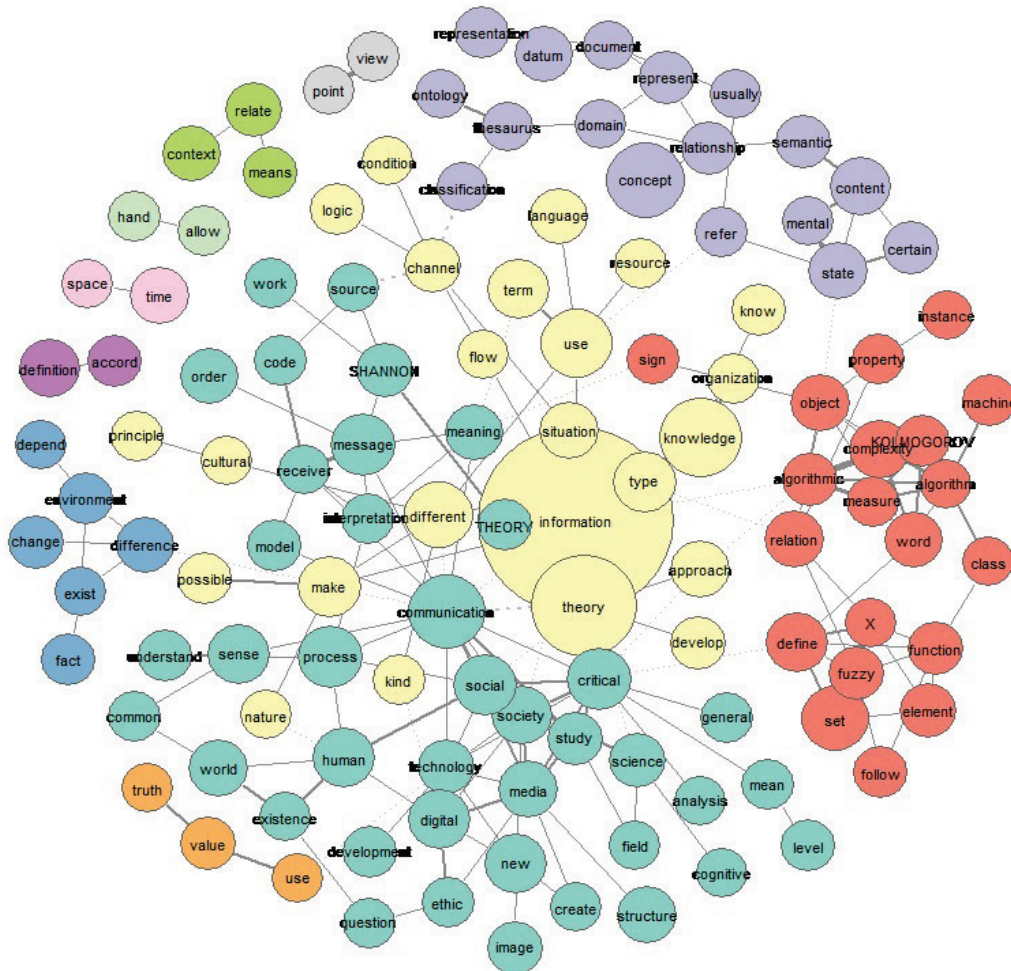 representation
document
datum
view
point
represent
usually
ontology
relate
thesaurus
domain
relationship
semantic
context
means
condition
classification
concept
content
language
hand
allow
logic
mental
refer
certain
channel
resource
state
space
time
work
source
term
know
instance
flow
use
sign
property
definition
accord
order
code
SHANNON
organization
object
machine
principle
message
meaning
situation
knowledge
KOLMOGOROV
complexity
depend
cultural
receiver
type
algorithmic
algorithm
environment
interpretation
different
THEORY
information
measure
change
difference
model
relation
word
possible
make
approach
class
exist
communication
theory
fact
understand
sense
process
develop
define
X
function
kind
social
critical
fuzzy
common
nature
society
study
general
set
element
world
human
technology
science
follow
truth
media
analysis
mean
existence
digital
value
development
new
field
level
use
ethic
cognitive
question
create
structure
image